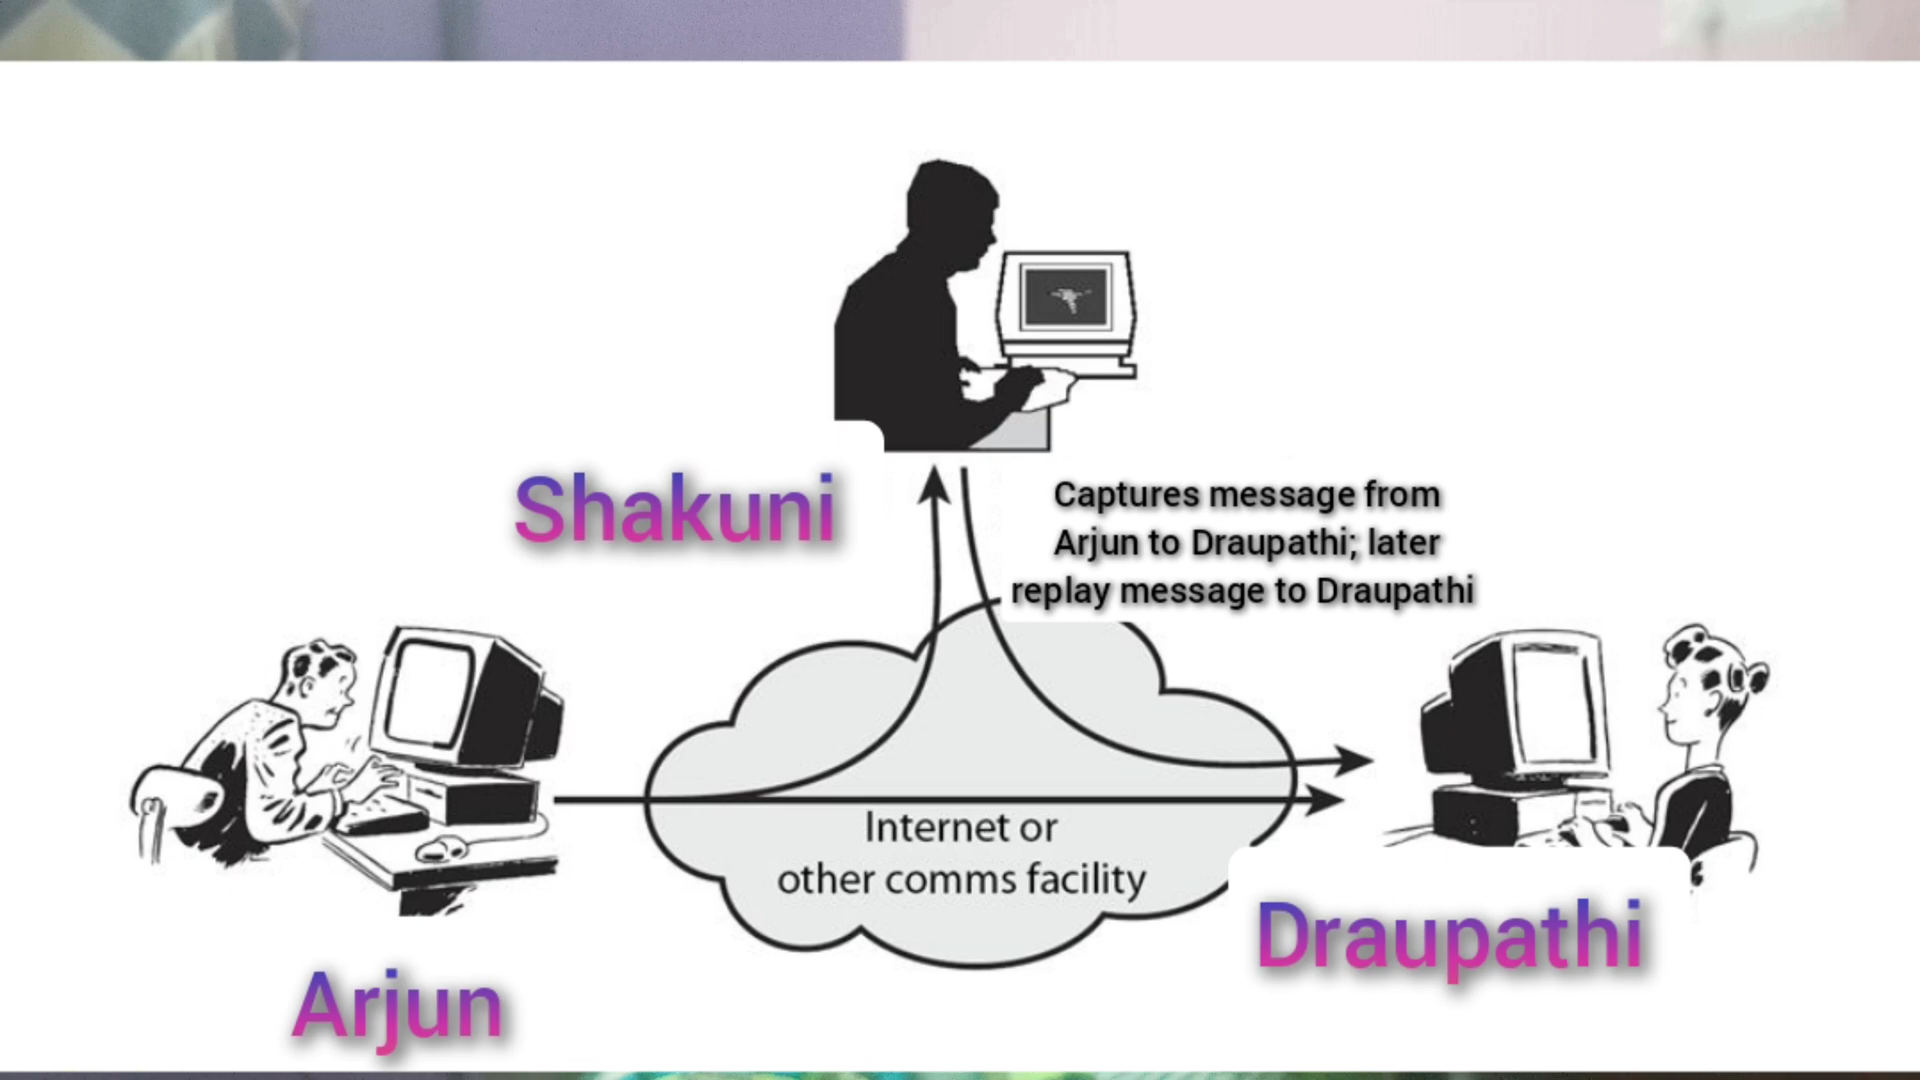 Shakuni
Captures message from
Arjun to Draupathi; later
replay message to Draupathi
Internet or
other comms facility
Draupathi
Arjun